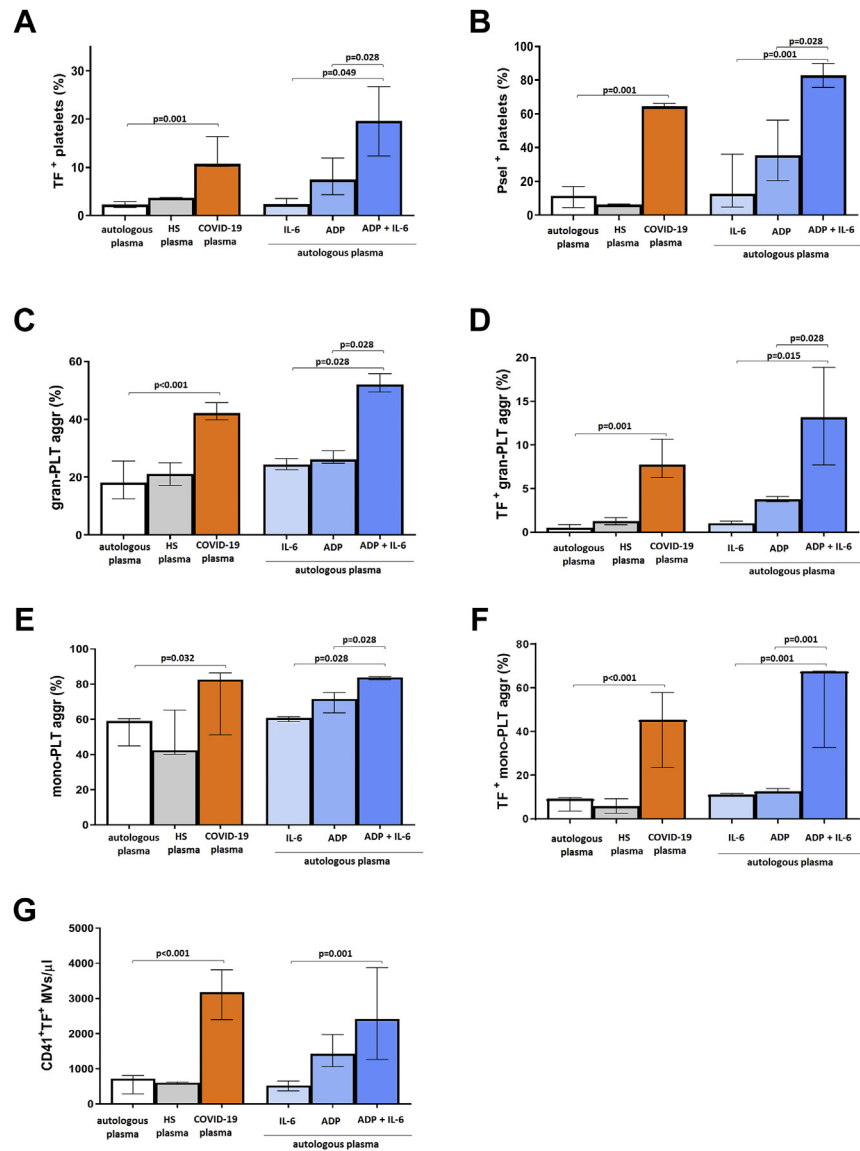 A
TF + platelets (%)
30
20
10
0
p=0.001
p=0.049
p=0.028
autologous plasma
HS plasma
COVID-19 plasma
IL-6
ADP
ADP + IL-6
autologous plasma
B
Psel + platelets (%)
100
80
60
40
20
0
p=0.001
p=0.001
p=0.028
autologous plasma
HS plasma
COVID-19 plasma
IL-6
ADP
ADP + IL-6
autologous plasma
C
gran-PLT aggr (%)
60
40
20
0
p<0.001
p=0.028
p=0.028
autologous plasma
HS plasma
COVID-19 plasma
IL-6
ADP
ADP + IL-6
autologous plasma
D
TF + gran-PLT aggr (%)
20
15
10
5
0
p=0.001
p=0.015
p=0.028
autologous plasma
HS plasma
COVID-19 plasma
IL-6
ADP
ADP + IL-6
autologous plasma
E
mono-PLT aggr (%)
100
80
60
40
20
0
p=0.032
p=0.028
p=0.028
autologous plasma
HS plasma
COVID-19 plasma
IL-6
ADP
ADP + IL-6
autologous plasma
F
TF + mono-PLT aggr (%)
80
60
40
20
0
p<0.001
p=0.001
p=0.001
autologous plasma
HS plasma
COVID-19 plasma
IL-6
ADP
ADP + IL-6
autologous plasma
G
CD41+TF+ MVs/µl
5000
4000
3000
2000
1000
0
p<0.001
p=0.001
autologous plasma
HS plasma
COVID-19 plasma
IL-6
ADP
ADP + IL-6
autologous plasma